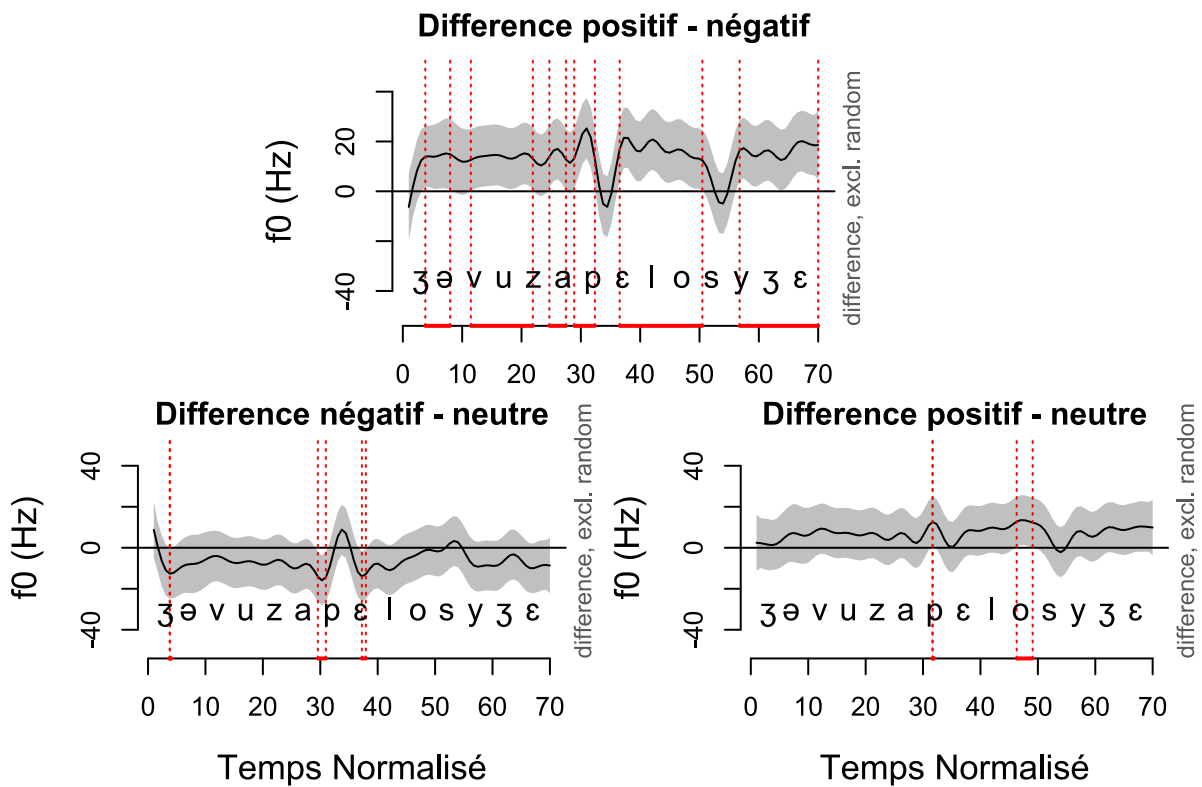 Difference positif - négatif
f0 (Hz)
20
0
-40
ʒ ə v u z a p ɛ l o s y ʒ ɛ
0 10 20 30 40 50 60 70
difference, excl. random
Difference négatif - neutre
f0 (Hz)
40
0
-40
ʒ ə v u z a p ɛ l o s y ʒ ɛ
0 10 20 30 40 50 60 70
Temps Normalisé
difference, excl. random
Difference positif - neutre
f0 (Hz)
40
0
-40
ʒ ə v u z a p ɛ l o s y ʒ ɛ
0 10 20 30 40 50 60 70
Temps Normalisé
difference, excl. random